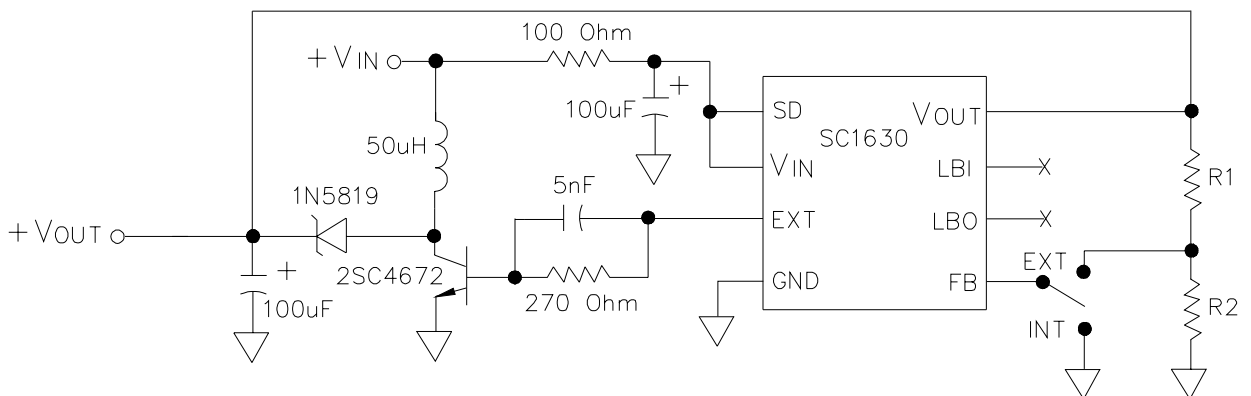 100 Ohm
+VIN
100uF
+
SD
VOUT
SC1630
50uH
VIN
LBI
R1
5nF
1N5819
+VOUT
EXT
LBO
+
2SC4672
EXT
GND
FB
100uF
270 Ohm
R2
INT